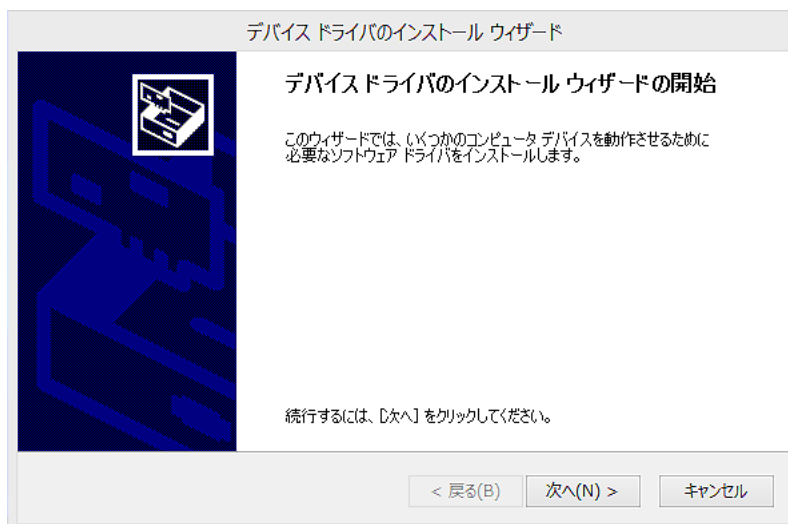 デバイス ドライバのインストール ウィザード
デバイス ドライバのインストール ウィザードの開始
このウィザードでは、いくつかのコンピュータ デバイスを動作させるために
必要なソフトウェア ドライバをインストールします。
続行するには、[次へ] をクリックしてください。
< 戻る(B)
次へ(N) >
キャンセル